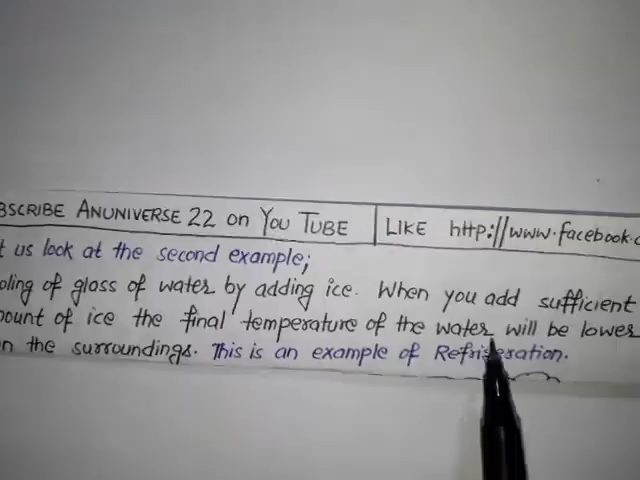 BSCRIBE ANUNIVERSE 22 on YOU TUBE LIKE http://www.facebook.c
t us look at the second example;
oling of glass of water by adding ice. When you add sufficient
ount of ice the final temperature of the water will be lower
n the surroundings. This is an example of Refrigeration.